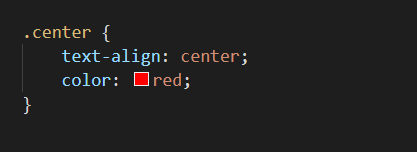 .center {
    text-align: center;
    color: red;
}